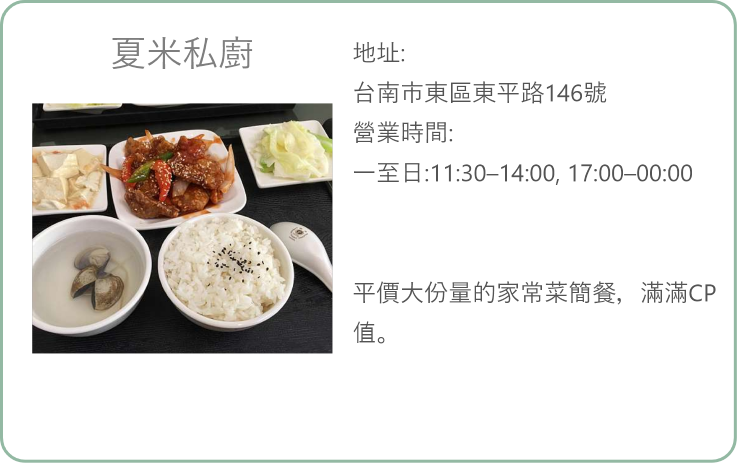 夏米私廚
地址:
台南市東區東平路146號
營業時間:
一至日:11:30–14:00, 17:00–00:00
平價大份量的家常菜簡餐，滿滿CP
值。